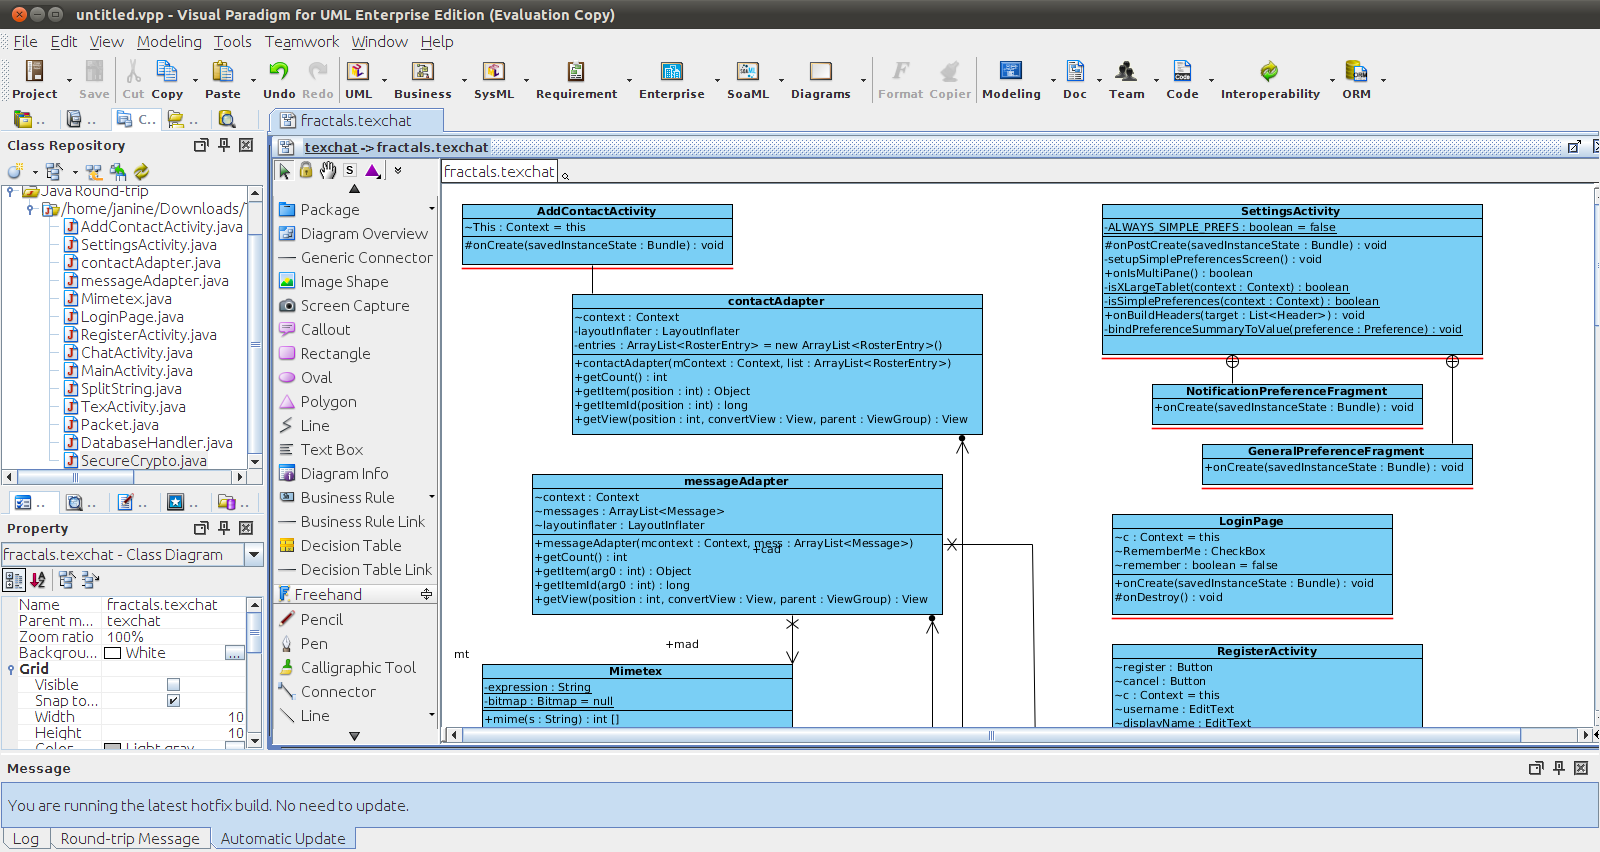 untitled.vpp - Visual Paradigm for UML Enterprise Edition (Evaluation Copy)
File Edit View Modeling Tools Teamwork Window Help
Project Save Cut Copy Paste Undo Redo UML Business SysML Requirement Enterprise SoaML Diagrams Format Copier Modeling Doc Team Code Interoperability ORM
.. .. C.. ..
fractals.texchat
Class Repository
texchat->fractals.texchat
fractals.texchat
Java Round-trip
/home/janine/Downloads/
AddContactActivity.java
SettingsActivity.java
contactAdapter.java
messageAdapter.java
Mimetex.java
LoginPage.java
RegisterActivity.java
ChatActivity.java
MainActivity.java
SplitString.java
TexActivity.java
Packet.java
DatabaseHandler.java
SecureCrypto.java
Property
fractals.texchat - Class Diagram
Name fractals.texchat
Parent m... texchat
Zoom ratio 100%
Backgrou... White ...
Grid
Visible
Snap to...
Width 10
Height 10
Color Light gray
Package
Diagram Overview
Generic Connector
Image Shape
Screen Capture
Callout
Rectangle
Oval
Polygon
Line
Text Box
Diagram Info
Business Rule
Business Rule Link
Decision Table
Decision Table Link
Freehand
Pencil
Pen
Calligraphic Tool
Connector
Line
AddContactActivity
~This : Context = this
#onCreate(savedInstanceState : Bundle) : void
contactAdapter
~context : Context
-layoutInflater : LayoutInflater
-entries : ArrayList<RosterEntry> = new ArrayList<RosterEntry>()
+contactAdapter(mContext : Context, list : ArrayList<RosterEntry>)
+getCount() : int
+getItem(position : int) : Object
+getItemId(position : int) : long
+getView(position : int, convertView : View, parent : ViewGroup) : View
messageAdapter
~context : Context
~messages : ArrayList<Message>
~layoutinflater : LayoutInflater
+messageAdapter(mcontext : Context, mess : ArrayList<Message>)
+cad
+getCount() : int
+getItem(arg0 : int) : Object
+getItemId(arg0 : int) : long
+getView(position : int, convertView : View, parent : ViewGroup) : View
+mad
mt
Mimetex
-expression : String
-bitmap : Bitmap = null
+mime(s : String) : int []
SettingsActivity
-ALWAYS_SIMPLE_PREFS : boolean = false
#onPostCreate(savedInstanceState : Bundle) : void
-setupSimplePreferencesScreen() : void
+onIsMultiPane() : boolean
-isXLargeTablet(context : Context) : boolean
-isSimplePreferences(context : Context) : boolean
+onBuildHeaders(target : List<Header>) : void
-bindPreferenceSummaryToValue(preference : Preference) : void
NotificationPreferenceFragment
+onCreate(savedInstanceState : Bundle) : void
GeneralPreferenceFragment
+onCreate(savedInstanceState : Bundle) : void
LoginPage
~c : Context = this
~RememberMe : CheckBox
~remember : boolean = false
+onCreate(savedInstanceState : Bundle) : void
#onDestroy() : void
RegisterActivity
~register : Button
~cancel : Button
~c : Context = this
~username : EditText
~displayName : EditText
Message
You are running the latest hotfix build. No need to update.
Log Round-trip Message Automatic Update